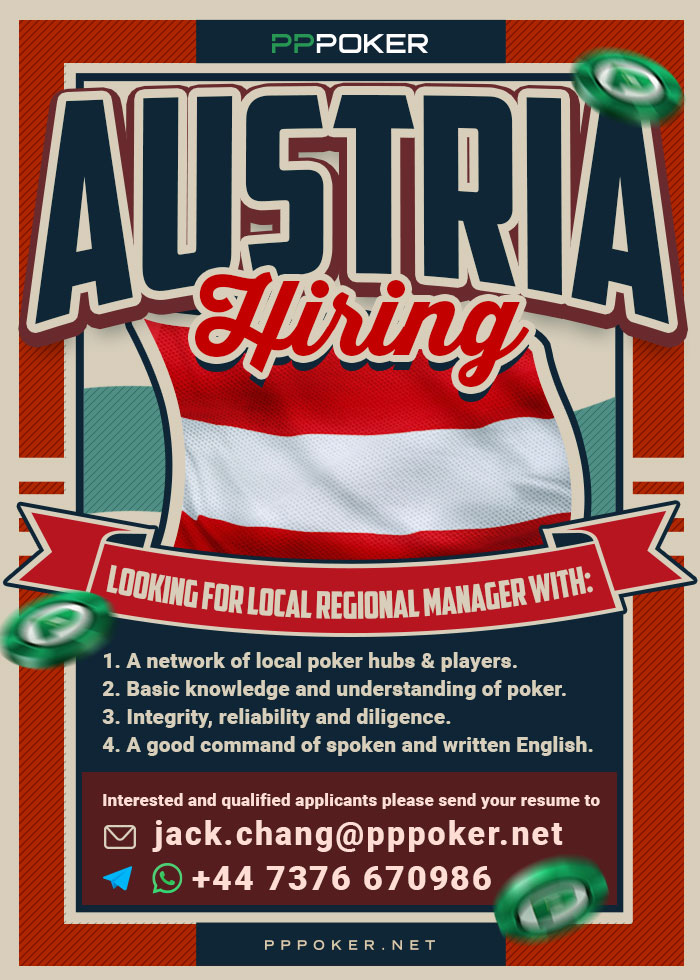 PPPOKER
AUSTRIA
Hiring
LOOKING FOR LOCAL REGIONAL MANAGER WITH:
1. A network of local poker hubs & players.
2. Basic knowledge and understanding of poker.
3. Integrity, reliability and diligence.
4. A good command of spoken and written English.
Interested and qualified applicants please send your resume to
jack.chang@pppoker.net
+44 7376 670986
PPPOKER.NET